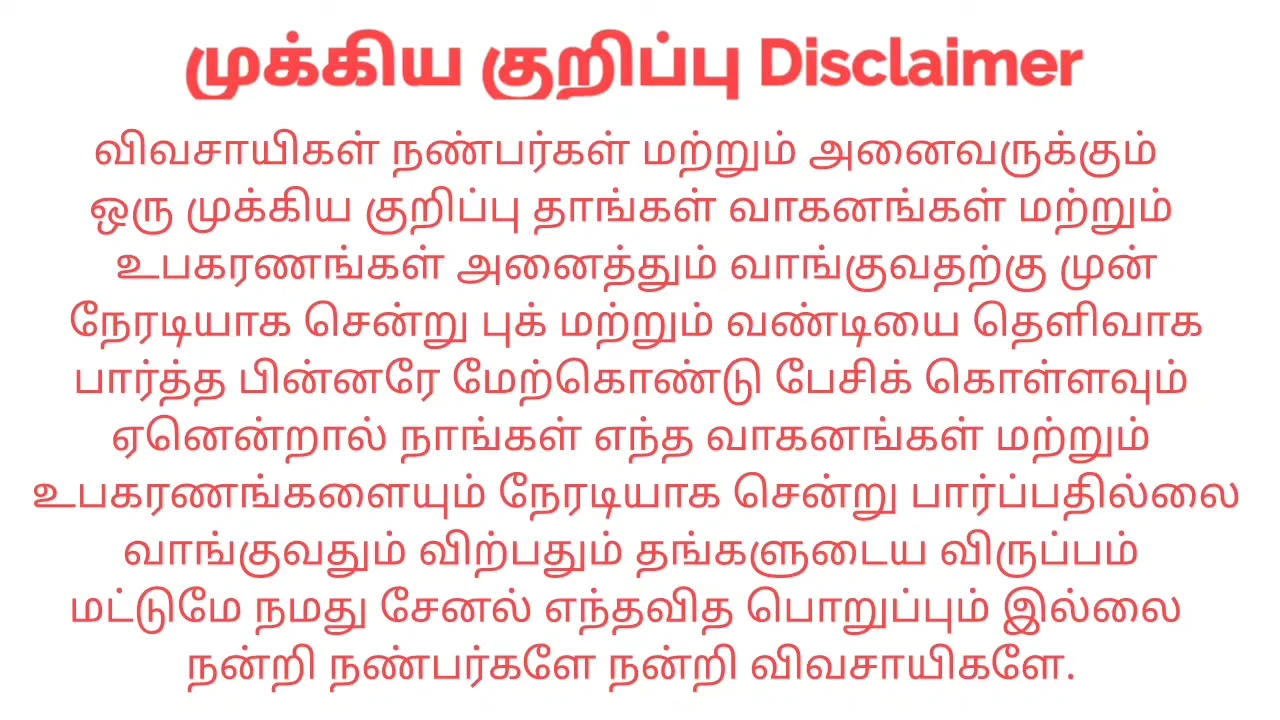 முக்கிய குறிப்பு Disclaimer
விவசாயிகள் நண்பர்கள் மற்றும் அனைவருக்கும்
ஒரு முக்கிய குறிப்பு தாங்கள் வாகனங்கள் மற்றும்
உபகரணங்கள் அனைத்தும் வாங்குவதற்கு முன்
நேரடியாக சென்று புக் மற்றும் வண்டியை தெளிவாக
பார்த்த பின்னரே மேற்கொண்டு பேசிக் கொள்ளவும்
ஏனென்றால் நாங்கள் எந்த வாகனங்கள் மற்றும்
உபகரணங்களையும் நேரடியாக சென்று பார்ப்பதில்லை
வாங்குவதும் விற்பதும் தங்களுடைய விருப்பம்
மட்டுமே நமது சேனல் எந்தவித பொறுப்பும் இல்லை
நன்றி நண்பர்களே நன்றி விவசாயிகளே.